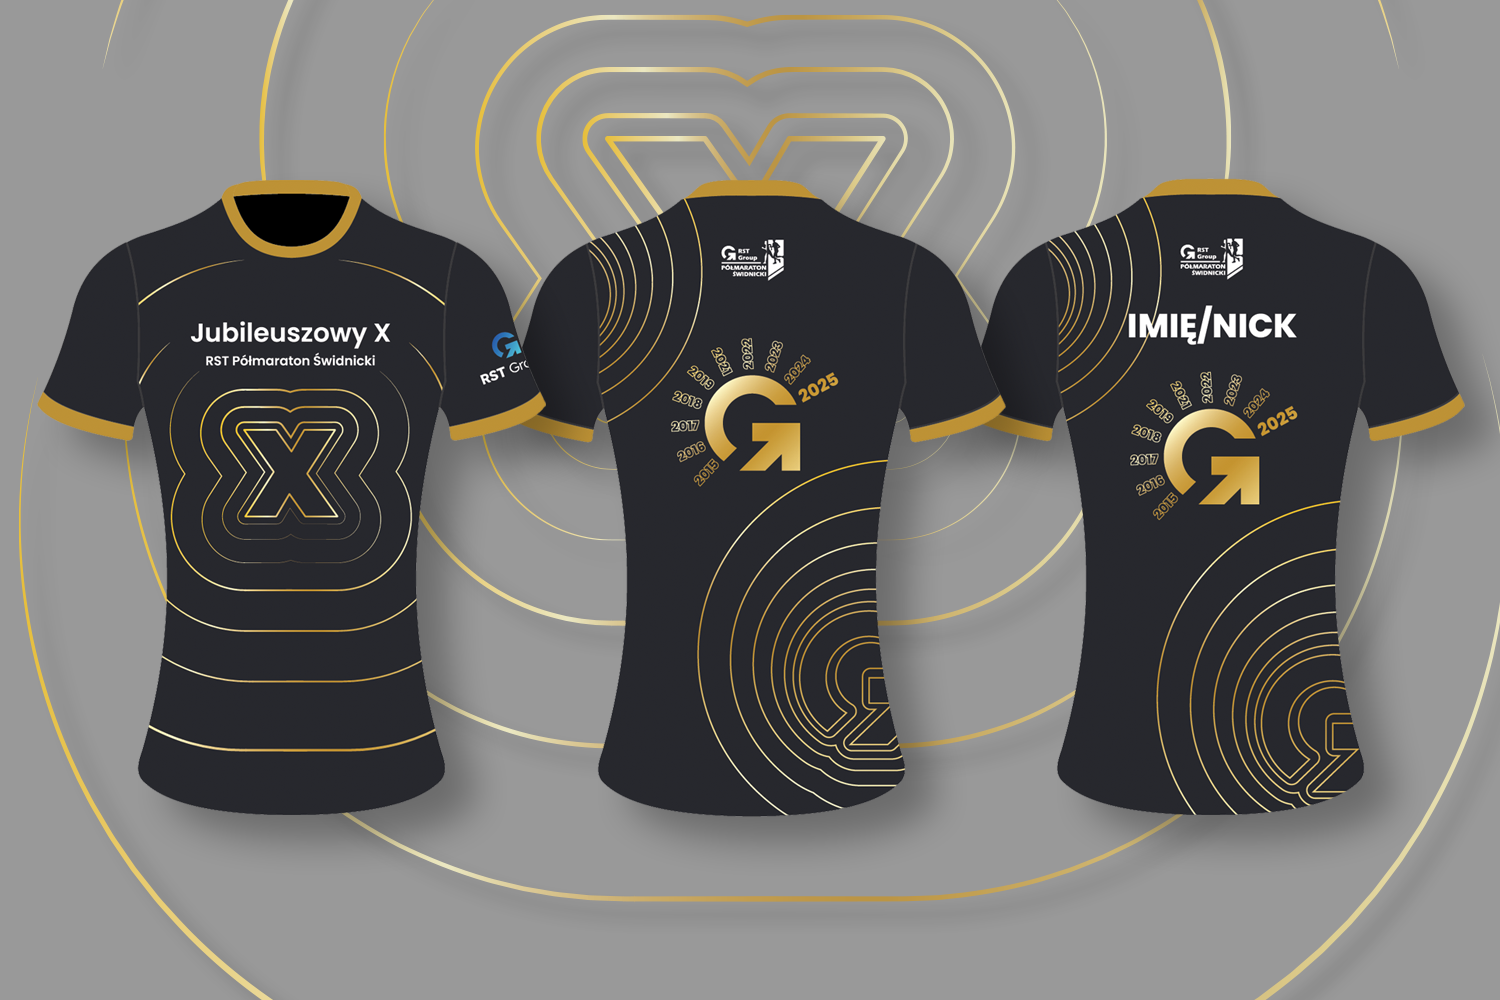 Jubileuszowy X
RST Półmaraton Świdnicki
X
RST Gro
RST
Group
PÓŁMARATON
ŚWIDNICKI
2015
2016
2017
2018
2019
2021
2022
2023
2024
2025
RST
Group
PÓŁMARATON
ŚWIDNICKI
IMIĘ/NICK
2015
2016
2017
2018
2019
2021
2022
2023
2024
2025